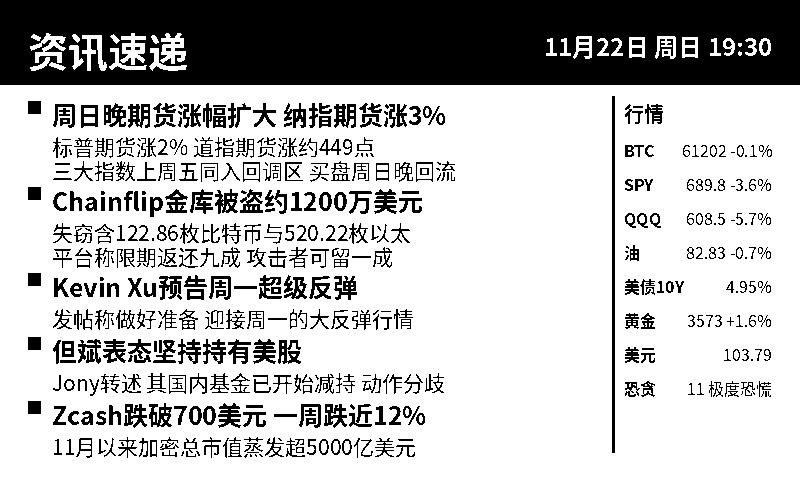 资讯速递
11月22日 周日 19:30
周日晚期货涨幅扩大 纳指期货涨3%
标普期货涨2% 道指期货涨约449点
三大指数上周五同入回调区 买盘周日晚回流
Chainflip金库被盗约1200万美元
失窃含122.86枚比特币与520.22枚以太
平台称限期返还九成 攻击者可留一成
Kevin Xu预告周一超级反弹
发帖称做好准备 迎接周一的大反弹行情
但斌表态坚持持有美股
Jony转述 其国内基金已开始减持 动作分歧
Zcash跌破700美元 一周跌近12%
11月以来加密总市值蒸发超5000亿美元
行情
BTC 61202 -0.1%
SPY 689.8 -3.6%
QQQ 608.5 -5.7%
油 82.83 -0.7%
美债10Y 4.95%
黄金 3573 +1.6%
美元 103.79
恐贪 11 极度恐慌